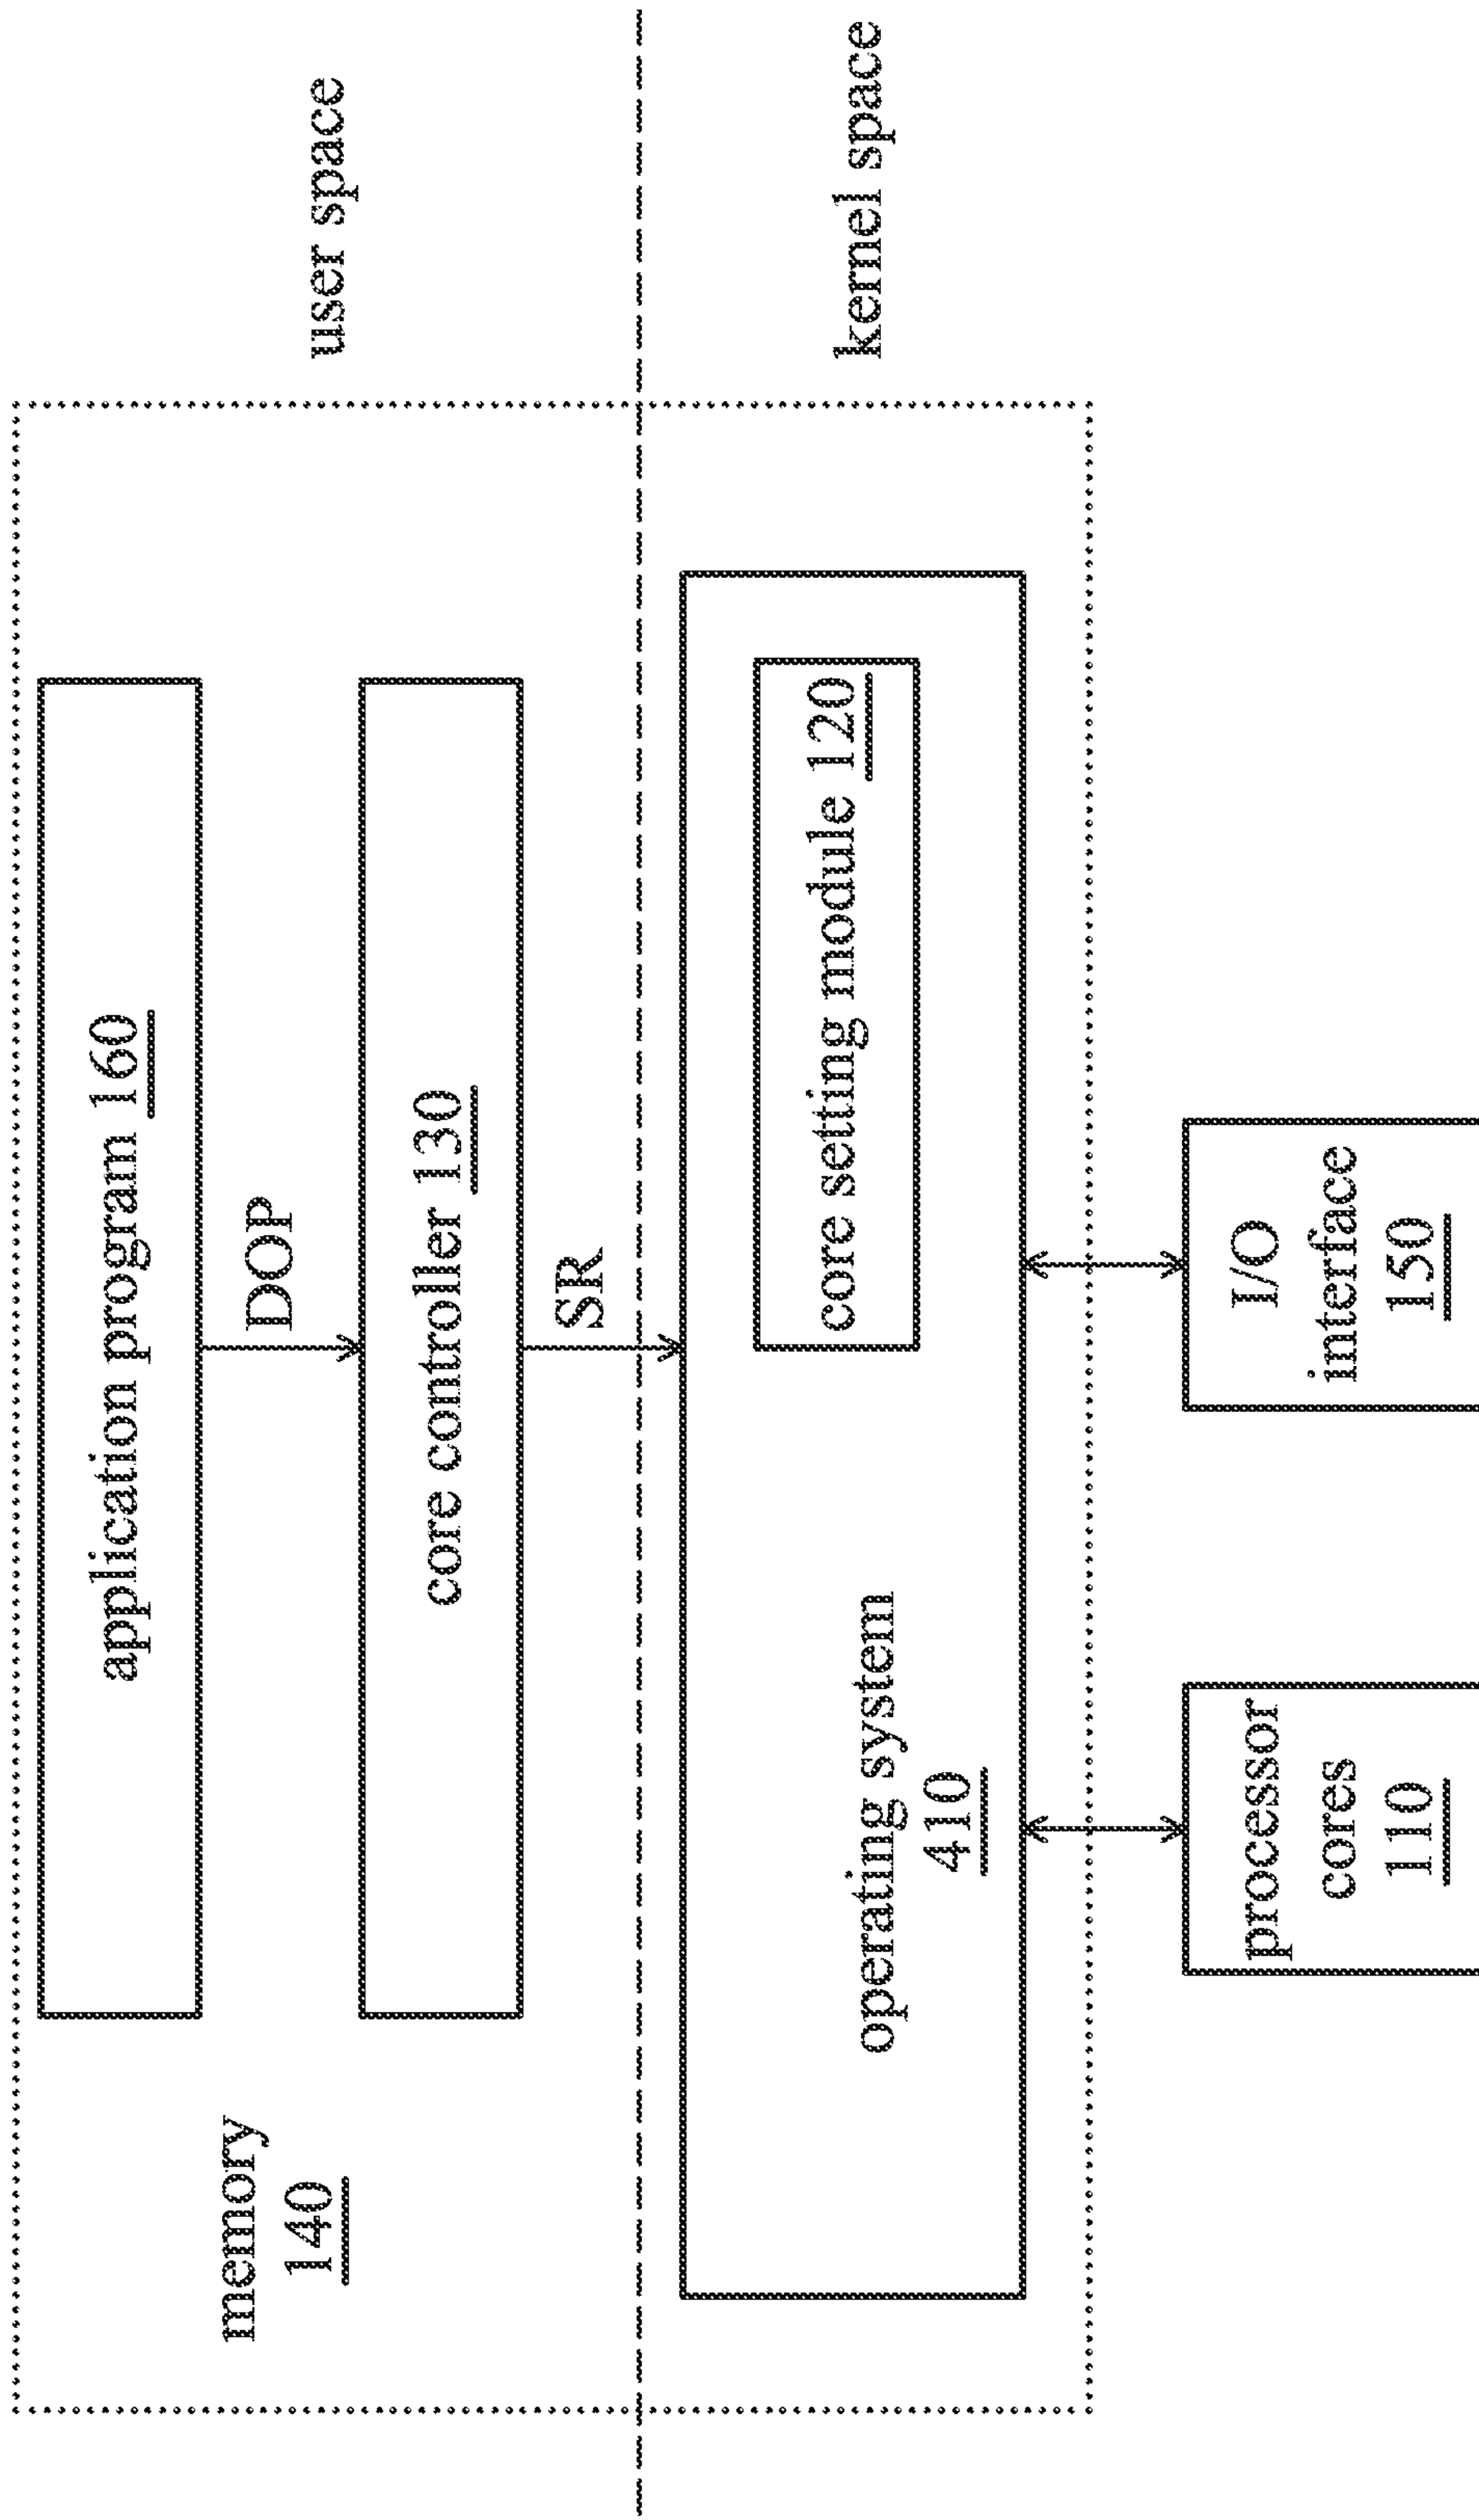 memory
140
application program 160
DOP
core controller 130
SR
user space
operating system
410
core setting module 120
kernel space
processor
cores
110
I/O
interface
150